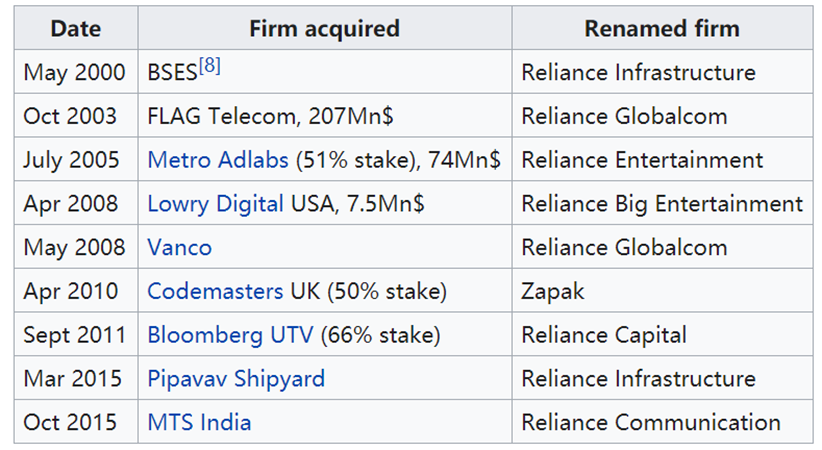 Date Firm acquired Renamed firm
May 2000 BSES[8] Reliance Infrastructure
Oct 2003 FLAG Telecom, 207Mn$ Reliance Globalcom
July 2005 Metro Adlabs (51% stake), 74Mn$ Reliance Entertainment
Apr 2008 Lowry Digital USA, 7.5Mn$ Reliance Big Entertainment
May 2008 Vanco Reliance Globalcom
Apr 2010 Codemasters UK (50% stake) Zapak
Sept 2011 Bloomberg UTV (66% stake) Reliance Capital
Mar 2015 Pipavav Shipyard Reliance Infrastructure
Oct 2015 MTS India Reliance Communication